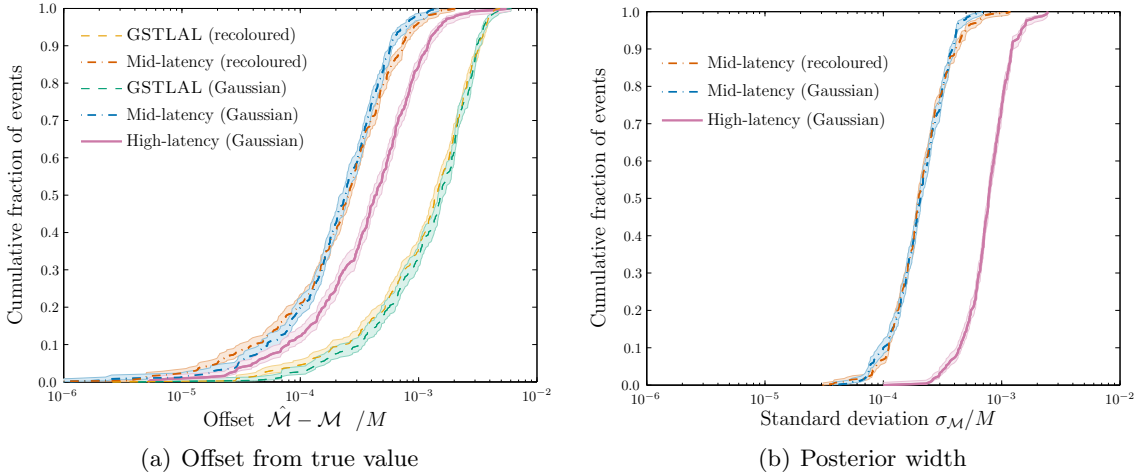 1.0
0.9
0.8
0.7
0.6
0.5
0.4
0.3
0.2
0.1
0.0
Cumulative fraction of events
GSTLAL (recoloured)
Mid-latency (recoloured)
GSTLAL (Gaussian)
Mid-latency (Gaussian)
High-latency (Gaussian)
10⁻⁶ 10⁻⁵ 10⁻⁴ 10⁻³ 10⁻²
Offset ℳ̂ − ℳ /M
(a) Offset from true value
1.0
0.9
0.8
0.7
0.6
0.5
0.4
0.3
0.2
0.1
0.0
Cumulative fraction of events
Mid-latency (recoloured)
Mid-latency (Gaussian)
High-latency (Gaussian)
10⁻⁶ 10⁻⁵ 10⁻⁴ 10⁻³ 10⁻²
Standard deviation σ_ℳ/M
(b) Posterior width